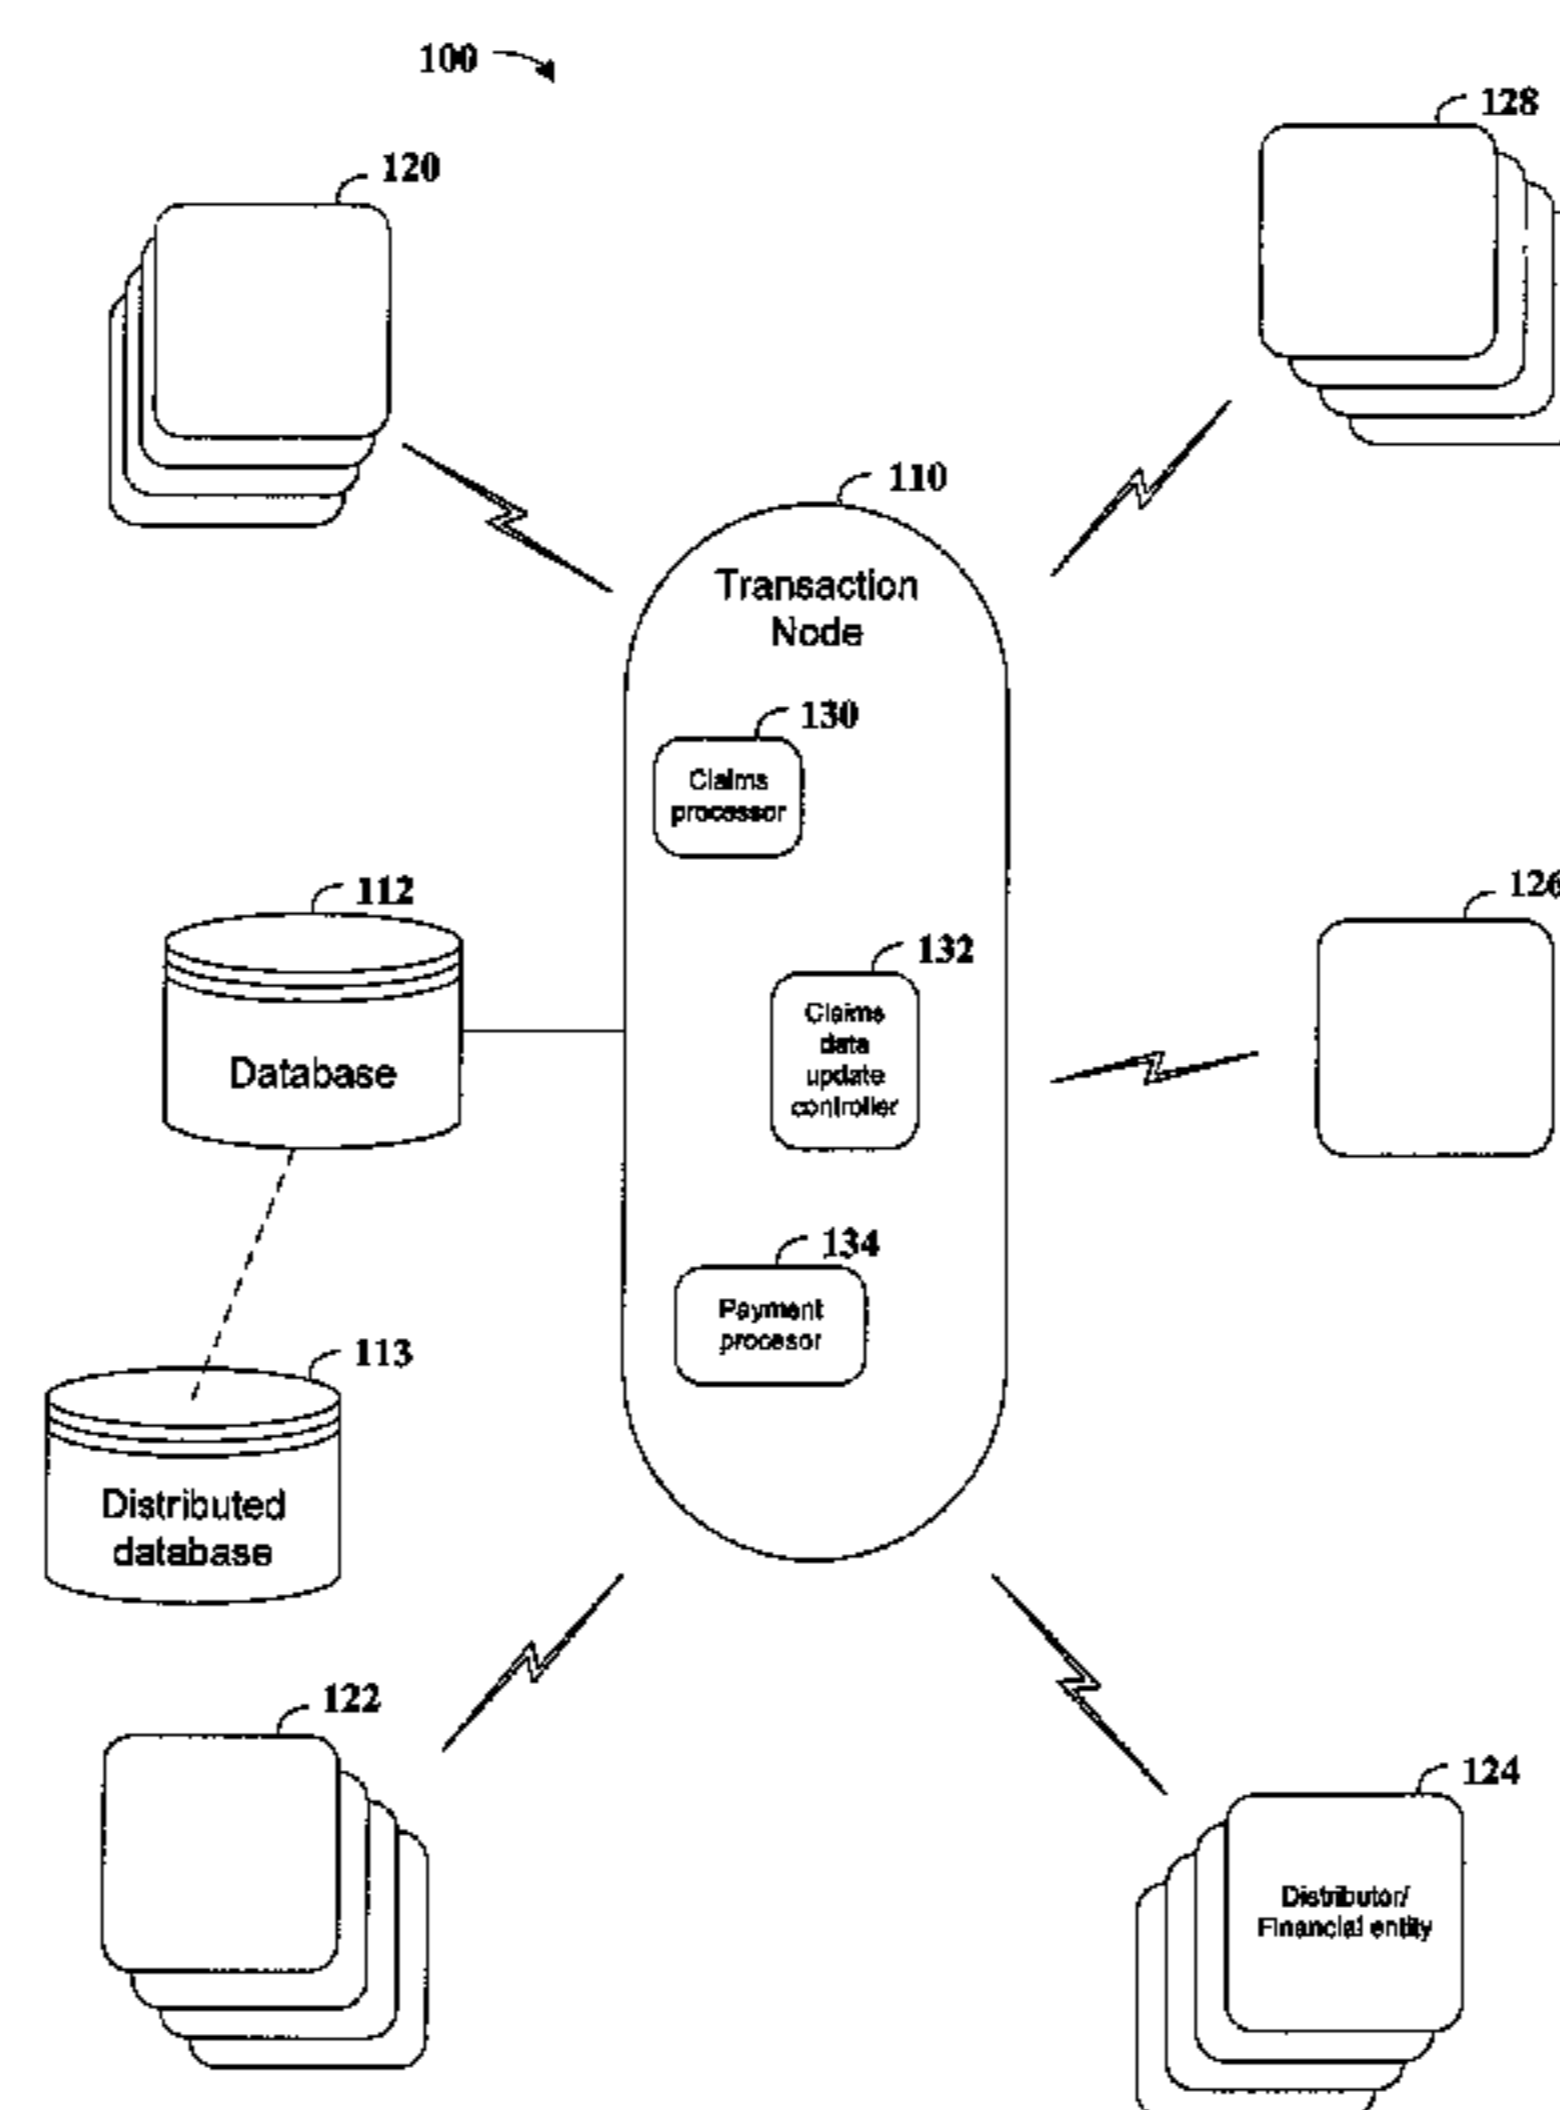 100
128
120
110
Transaction
Node
130
Claims
processor
112
126
132
Claims
data
update
controller
Database
134
Payment
procesor
113
Distributed
database
122
124
Distributor/
Financial entity